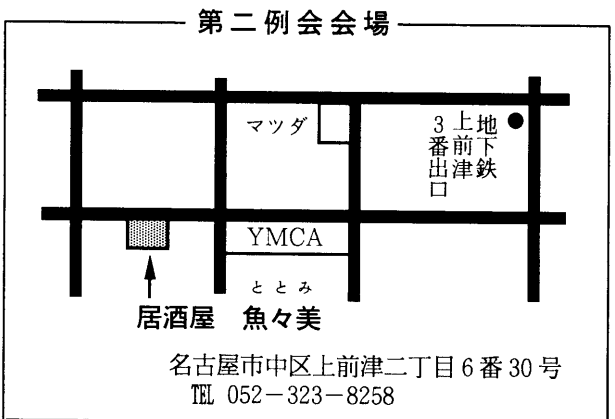 第二例会会場
マツダ
地下鉄
上前津
3番出口
YMCA
ととみ
居酒屋 魚々美
名古屋市中区上前津二丁目6番30号
℡ 052－323－8258